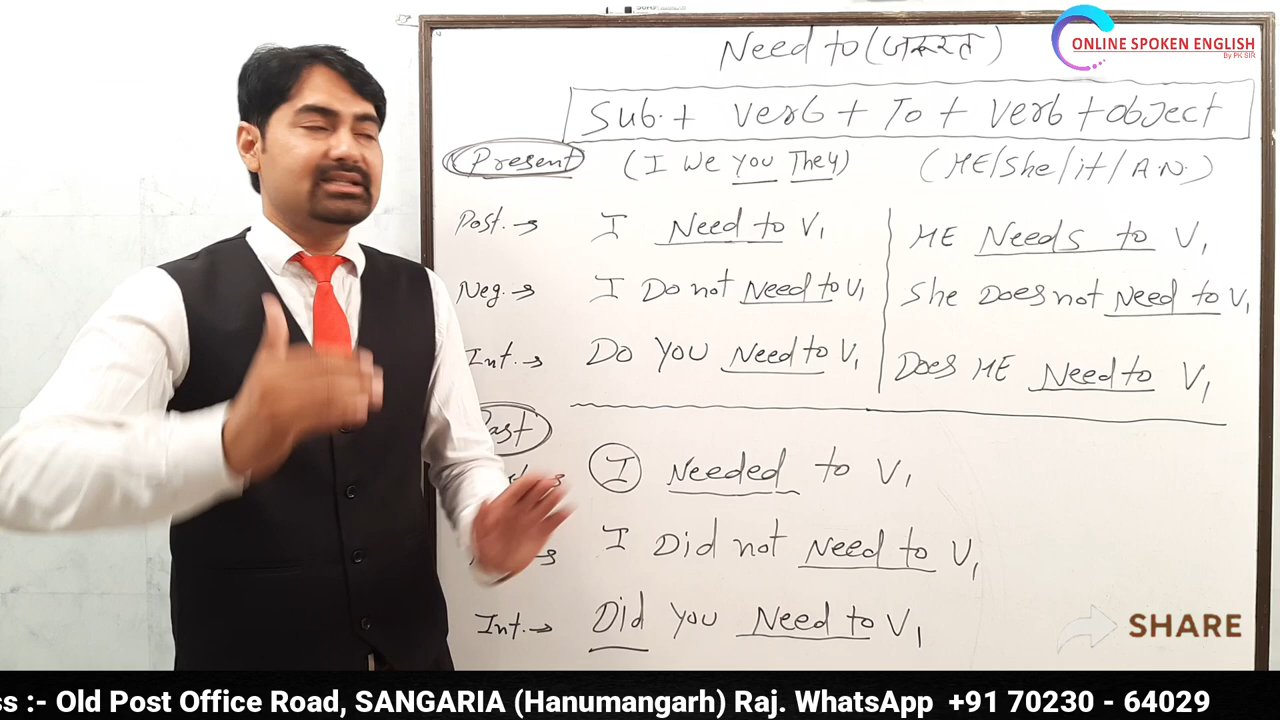 Need to (जरूरत)
ONLINE SPOKEN ENGLISH
By PK SIR
Sub. + Verb + To + Verb + object
Present (I We You They) (HE/She/it/A.N.)
Post. → I Need to V1 HE Needs to V1
Neg. → I Do not Need to V1 She Does not Need to V1
Int. → Do You Need to V1 Does HE Need to V1
I Needed to V1
I Did not Need to V1
Int. → Did you Need to V1
SHARE
:- Old Post Office Road, SANGARIA (Hanumangarh) Raj. WhatsApp +91 70230 - 64029